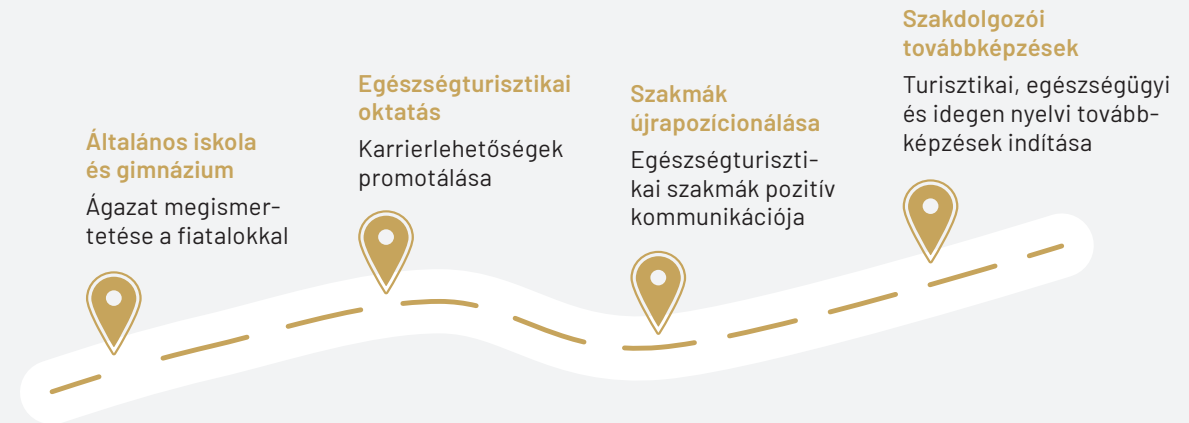 Általános iskola
és gimnázium
Ágazat megismer-
tetése a fiatalokkal
Egészségturisztikai
oktatás
Karrierlehetőségek
promotálása
Szakmák
újrapozícionálása
Egészségturiszti-
kai szakmák pozitív
kommunikációja
Szakdolgozói
továbbképzések
Turisztikai, egészségügyi
és idegen nyelvi tovább-
képzések indítása